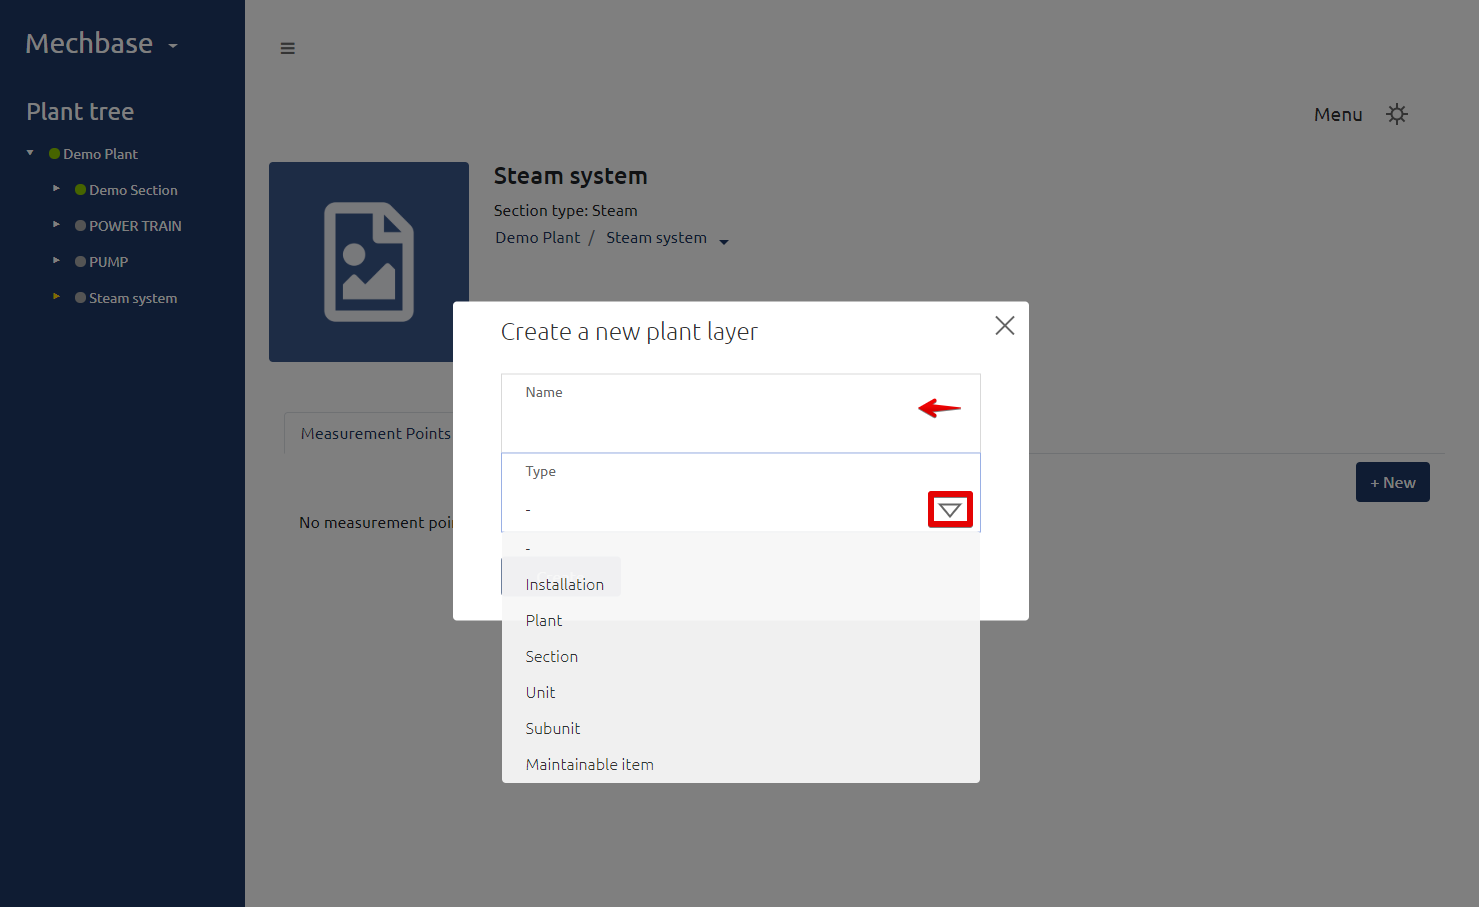 Mechbase
Plant tree
Demo Plant
Demo Section
POWER TRAIN
PUMP
Steam system
Menu
Steam system
Section type: Steam
Demo Plant / Steam system
Measurement Points
+ New
No measurement poi
Create a new plant layer
Name
Type
-
-
Installation
Plant
Section
Unit
Subunit
Maintainable item